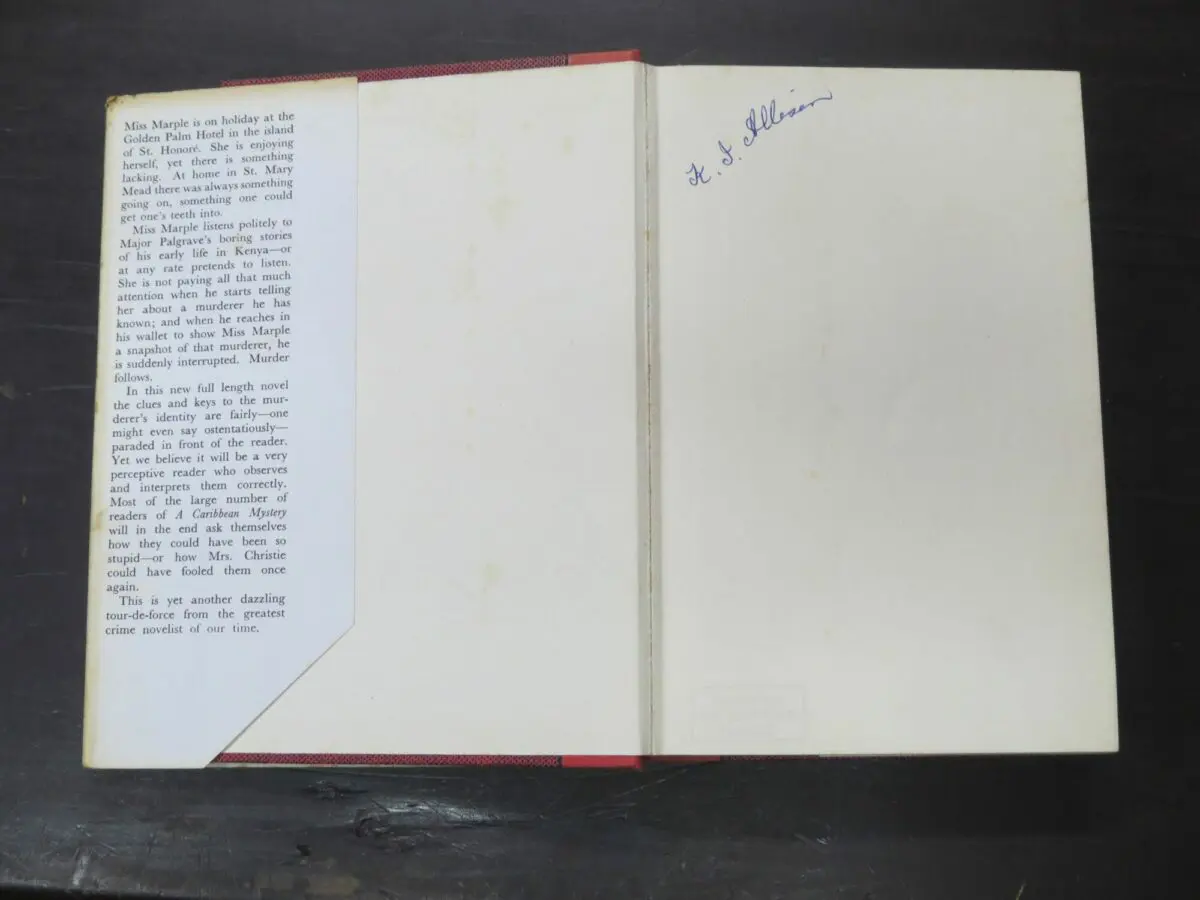 Miss Marple is on holiday at the
Golden Palm Hotel in the island
of St. Honoré. She is enjoying
herself, yet there is something
lacking. At home in St. Mary
Mead there was always something
going on, something one could
get one's teeth into.
Miss Marple listens politely to
Major Palgrave's boring stories
of his early life in Kenya—or
at any rate pretends to listen.
She is not paying all that much
attention when he starts telling
her about a murderer he has
known; and when he reaches in
his wallet to show Miss Marple
a snapshot of that murderer, he
is suddenly interrupted. Murder
follows.
In this new full length novel
the clues and keys to the mur-
derer's identity are fairly—one
might even say ostentatiously—
paraded in front of the reader.
Yet we believe it will be a very
perceptive reader who observes
and interprets them correctly.
Most of the large number of
readers of A Caribbean Mystery
will in the end ask themselves
how they could have been so
stupid—or how Mrs. Christie
could have fooled them once
again.
This is yet another dazzling
tour-de-force from the greatest
crime novelist of our time.
K. I. Allison